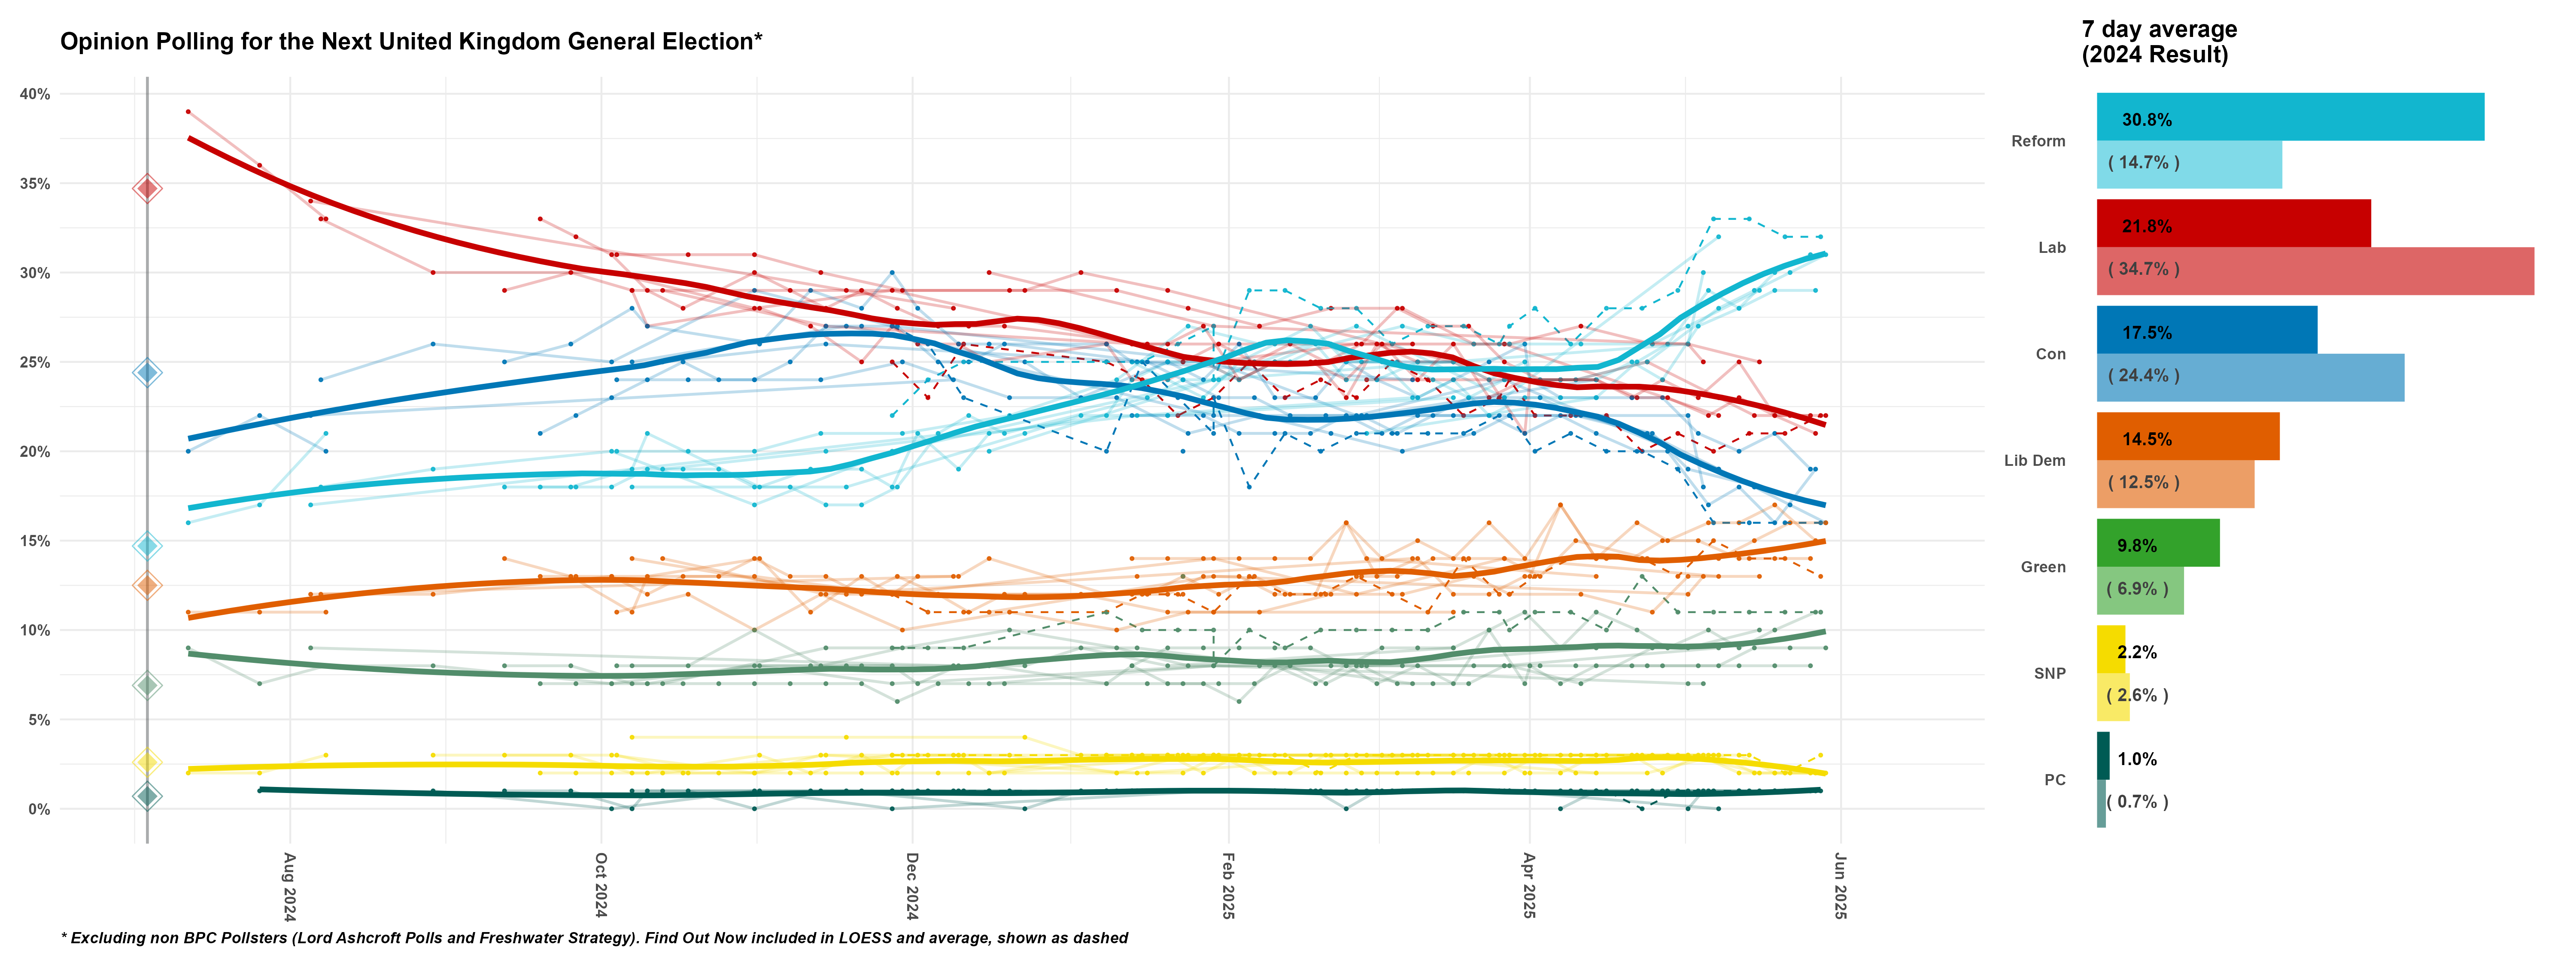 Opinion Polling for the Next United Kingdom General Election*
7 day average
(2024 Result)
40%
35%
30%
25%
20%
15%
10%
5%
0%
Aug 2024
Oct 2024
Dec 2024
Feb 2025
Apr 2025
Jun 2025
Reform
30.8%
( 14.7% )
Lab
21.8%
( 34.7% )
Con
17.5%
( 24.4% )
Lib Dem
14.5%
( 12.5% )
Green
9.8%
( 6.9% )
SNP
2.2%
( 2.6% )
PC
1.0%
( 0.7% )
* Excluding non BPC Pollsters (Lord Ashcroft Polls and Freshwater Strategy). Find Out Now included in LOESS and average, shown as dashed